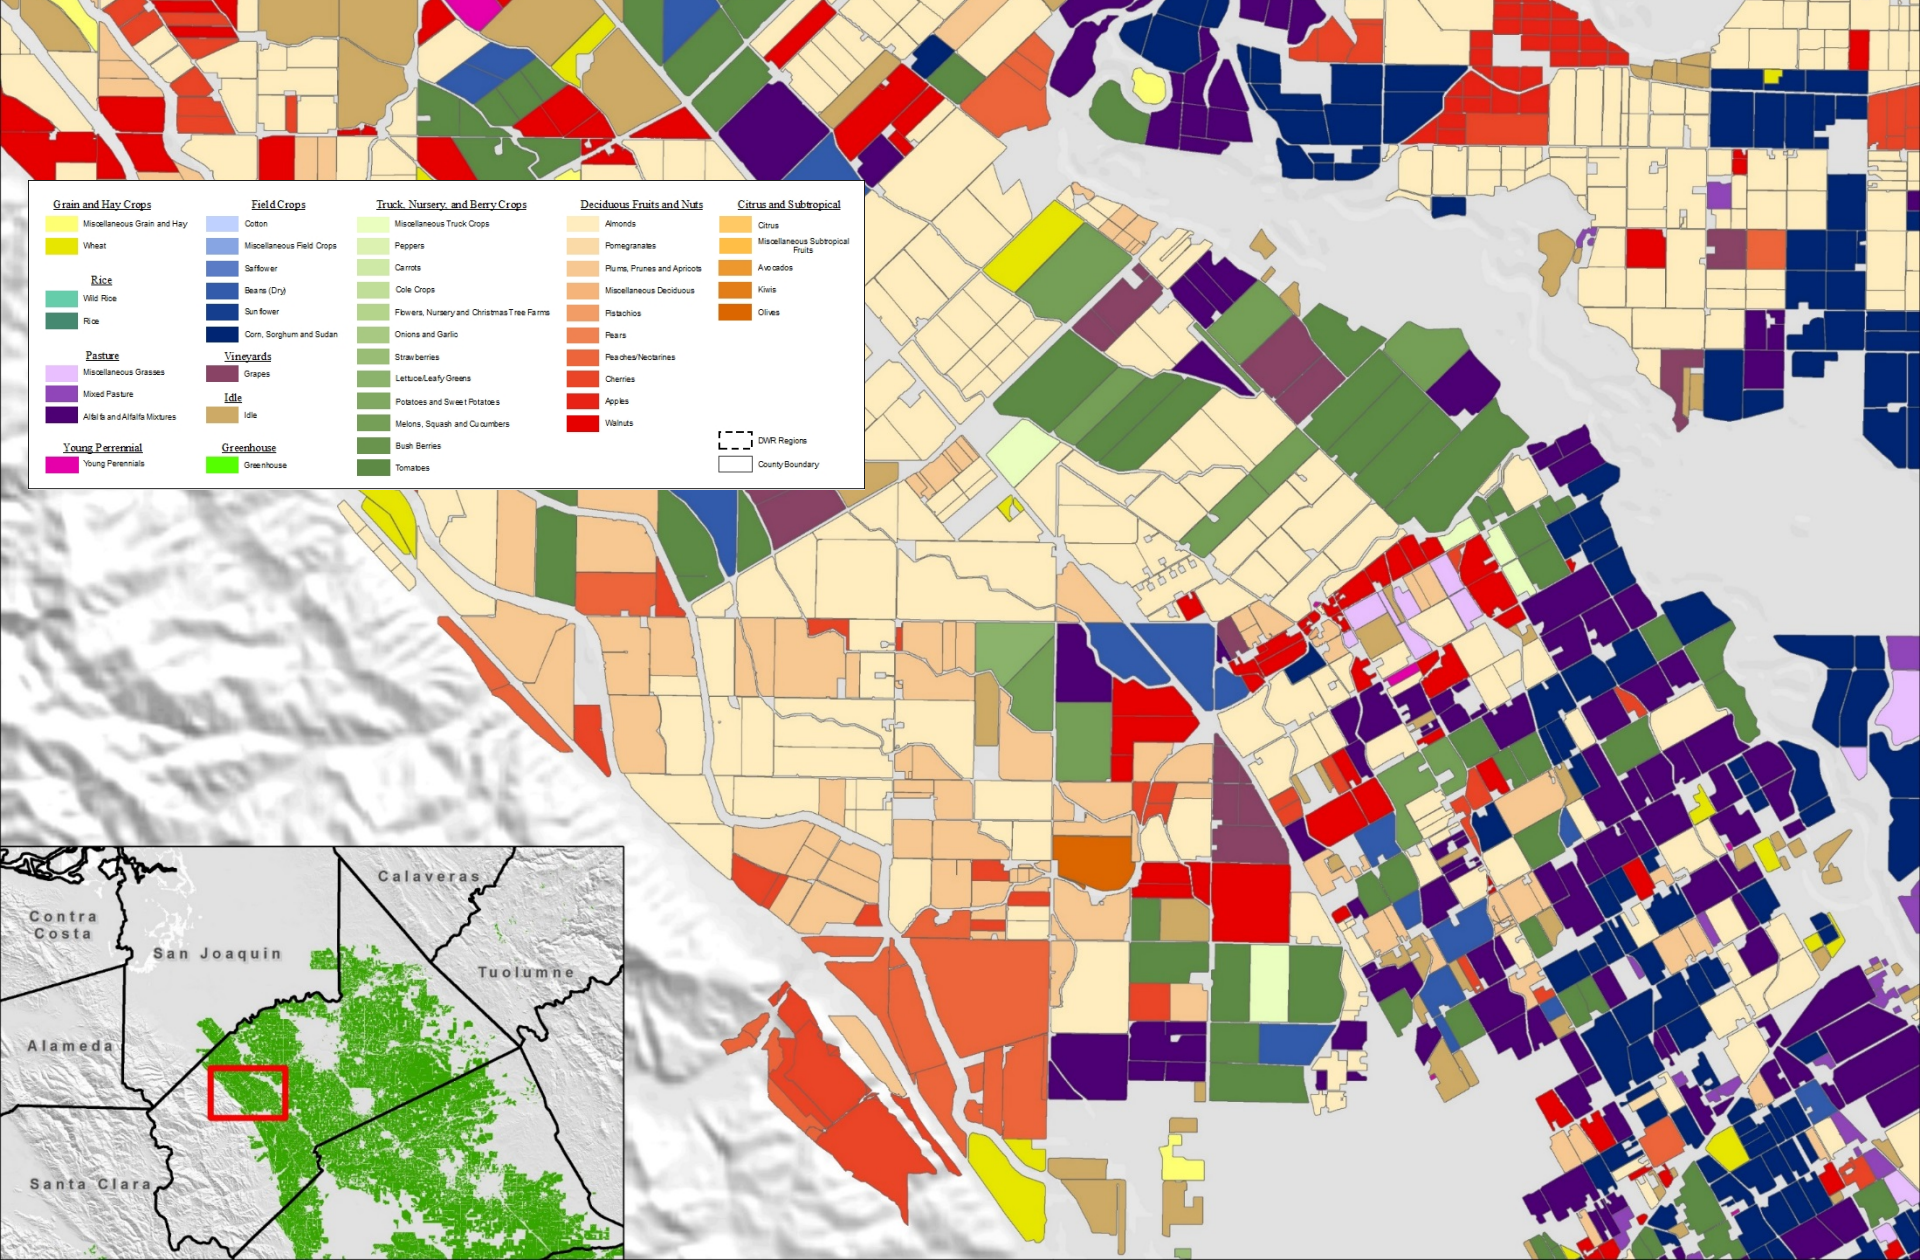 Grain and Hay Crops
Miscellaneous Grain and Hay
Wheat
Rice
Wild Rice
Rice
Pasture
Miscellaneous Grasses
Mixed Pasture
Alfalfa and Alfalfa Mixtures
Young Perennial
Young Perennials
Field Crops
Cotton
Miscellaneous Field Crops
Safflower
Beans (Dry)
Sunflower
Corn, Sorghum and Sudan
Vineyards
Grapes
Idle
Idle
Greenhouse
Greenhouse
Truck, Nursery, and Berry Crops
Miscellaneous Truck Crops
Peppers
Carrots
Cole Crops
Flowers, Nursery and Christmas Tree Farms
Onions and Garlic
Strawberries
Lettuce/Leafy Greens
Potatoes and Sweet Potatoes
Melons, Squash and Cucumbers
Bush Berries
Tomatoes
Deciduous Fruits and Nuts
Almonds
Pomegranates
Plums, Prunes and Apricots
Miscellaneous Deciduous
Pistachios
Pears
Peaches/Nectarines
Cherries
Apples
Walnuts
Citrus and Subtropical
Citrus
Miscellaneous Subtropical
Fruits
Avocados
Kiwis
Olives
DWR Regions
County Boundary
Calaveras
Contra
Costa
San Joaquin
Tuolumne
Alameda
Santa Clara